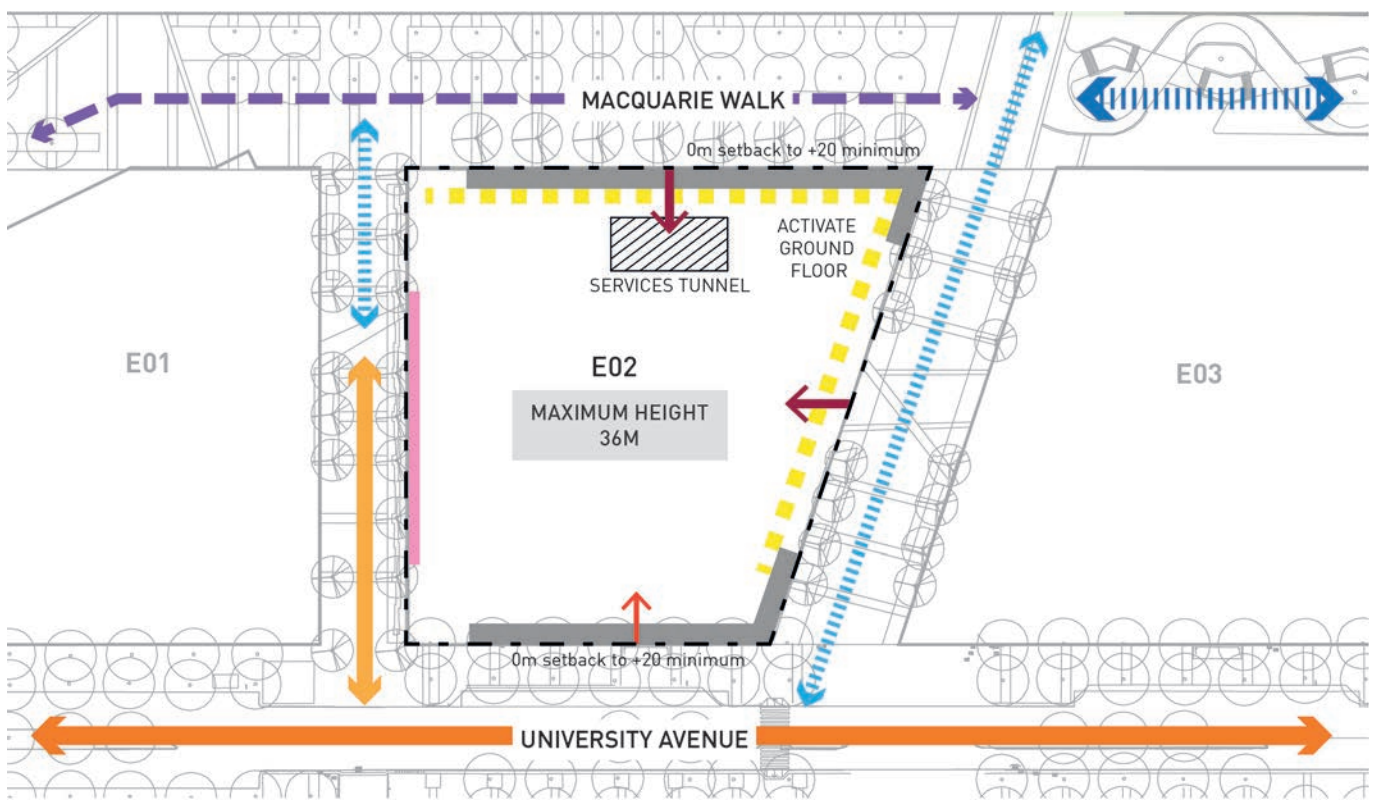 MACQUARIE WALK
0m setback to +20 minimum
ACTIVATE
GROUND
FLOOR
SERVICES TUNNEL
E01
E02
E03
MAXIMUM HEIGHT
36M
0m setback to +20 minimum
UNIVERSITY AVENUE